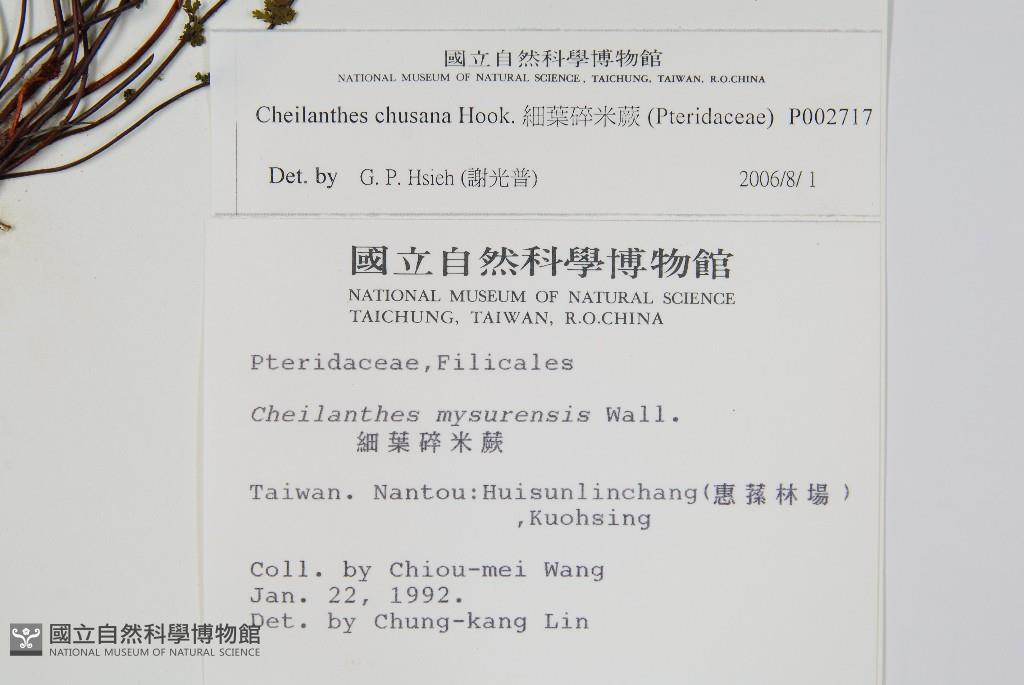 國立自然科學博物館
NATIONAL MUSEUM OF NATURAL SCIENCE, TAICHUNG, TAIWAN, R.O.CHINA
Cheilanthes chusana Hook. 細葉碎米蕨 (Pteridaceae) P002717
Det. by G. P. Hsieh (謝光普) 2006/8/ 1
國立自然科學博物館
NATIONAL MUSEUM OF NATURAL SCIENCE
TAICHUNG, TAIWAN, R.O.CHINA
Pteridaceae,Filicales
Cheilanthes mysurensis Wall.
細葉碎米蕨
Taiwan. Nantou:Huisunlinchang(惠蓀林場)
,Kuohsing
Coll. by Chiou-mei Wang
Jan. 22, 1992.
Det. by Chung-kang Lin
國立自然科學博物館
NATIONAL MUSEUM OF NATURAL SCIENCE